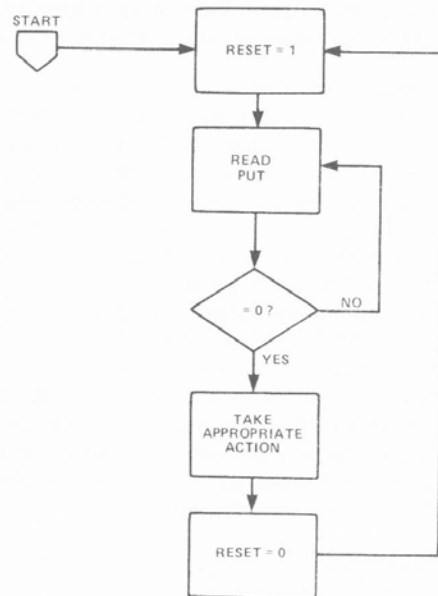 START
RESET = 1
READ
PUT
= 0 ?
NO
YES
TAKE
APPROPRIATE
ACTION
RESET = 0